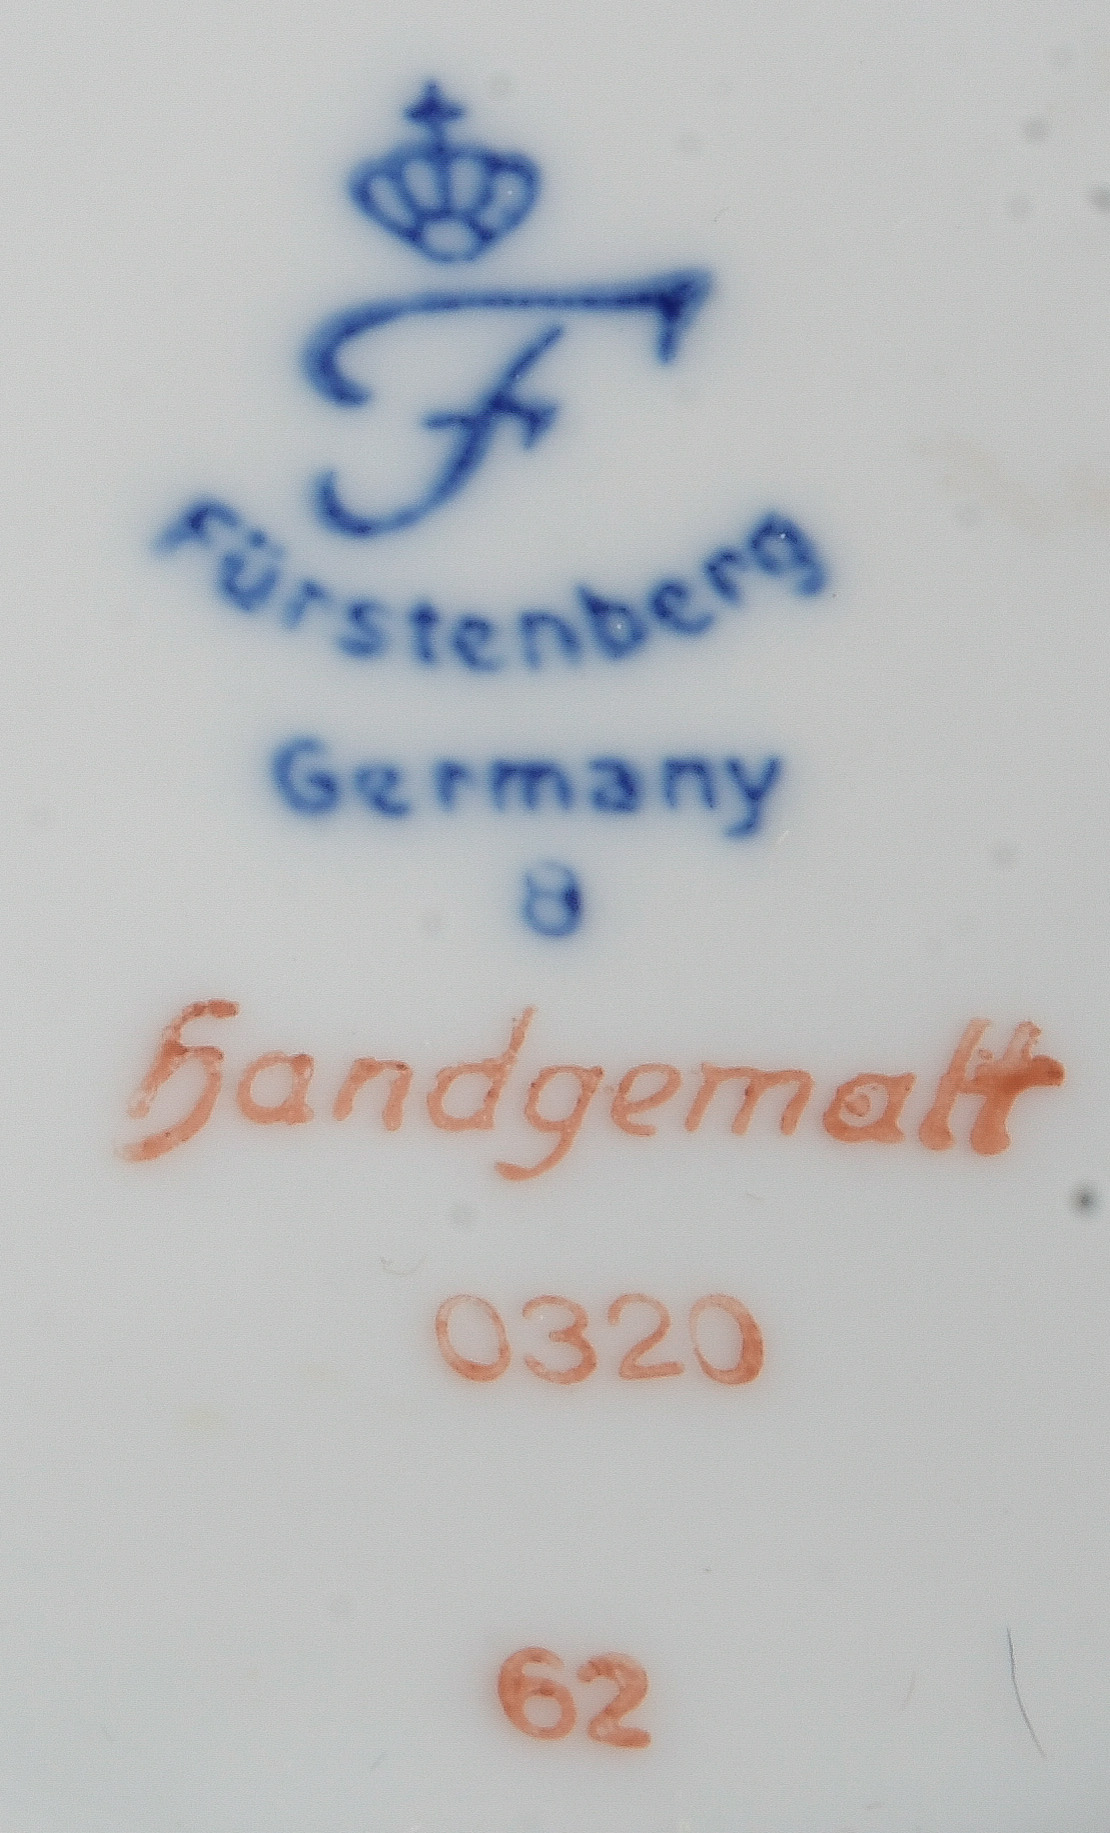 F
Fürstenberg
Germany
8
Handgemalt
0320
62